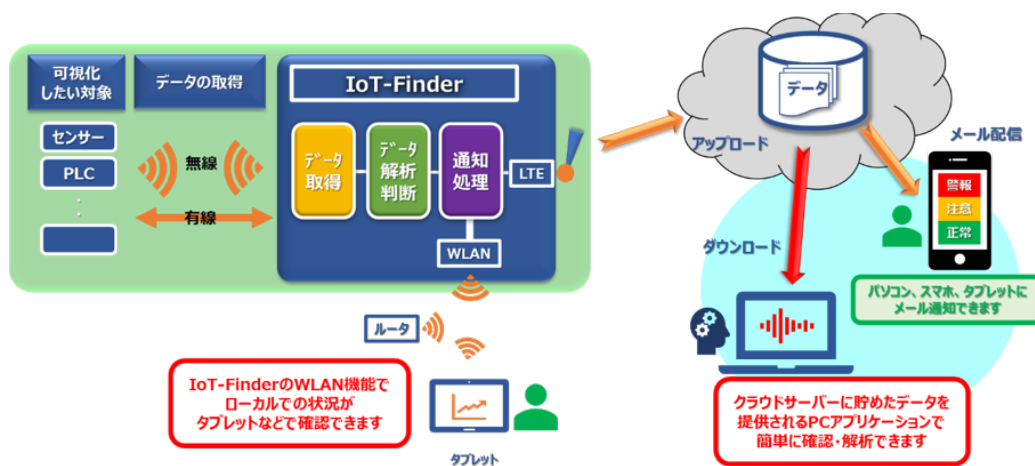 可視化
したい対象
データの取得
IoT-Finder
センサー
PLC
無線
有線
ﾃﾞｰﾀ
取得
ﾃﾞｰﾀ
解析
判断
通知
処理
LTE
WLAN
ルータ
IoT-FinderのWLAN機能で
ローカルでの状況が
タブレットなどで確認できます
タブレット
データ
アップロード
メール配信
警報
注意
正常
ダウンロード
パソコン、スマホ、タブレットに
メール通知できます
クラウドサーバーに貯めたデータを
提供されるPCアプリケーションで
簡単に確認・解析できます